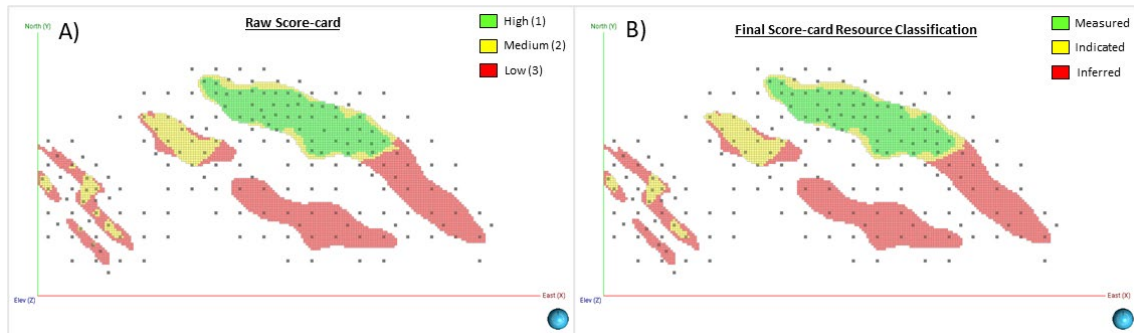 A)
Raw Score-card
High (1)
Medium (2)
Low (3)
North (Y)
Elev (Z)
East (X)
B)
Final Score-card Resource Classification
Measured
Indicated
Inferred
North (Y)
Elev (Z)
East (X)